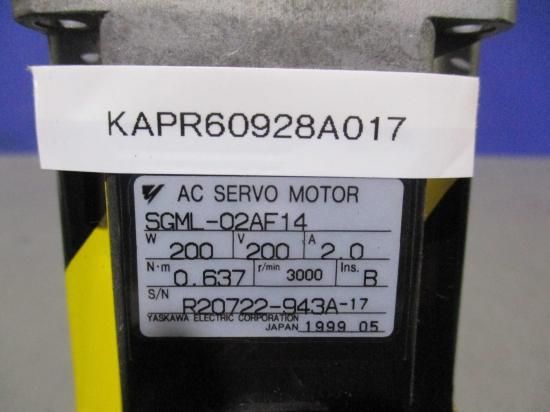 KAPR60928A017
AC SERVO MOTOR
SGML-02AF14
W 200 V 200 A 2.0
N·m 0.637 r/min 3000 Ins. B
S/N R20722-943A-17
YASKAWA ELECTRIC CORPORATION
JAPAN 1999.05